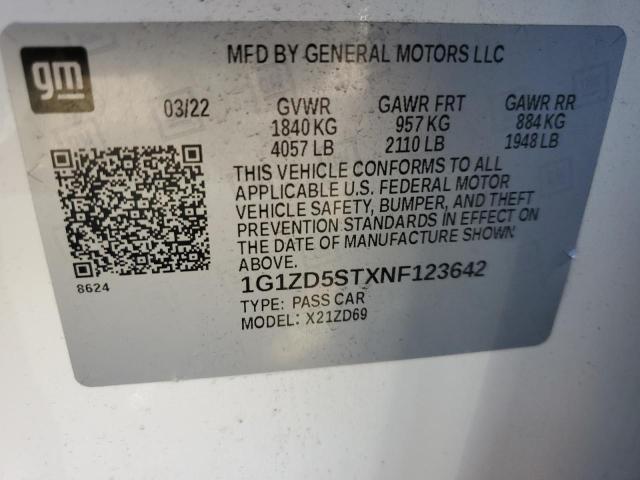 gm
MFD BY GENERAL MOTORS LLC
03/22 GVWR GAWR FRT GAWR RR
1840 KG 957 KG 884 KG
4057 LB 2110 LB 1948 LB
THIS VEHICLE CONFORMS TO ALL
APPLICABLE U.S. FEDERAL MOTOR
VEHICLE SAFETY, BUMPER, AND THEFT
PREVENTION STANDARDS IN EFFECT ON
THE DATE OF MANUFACTURE SHOWN
ABOVE.
8624
1G1ZD5STXNF123642
TYPE: PASS CAR
MODEL: X21ZD69